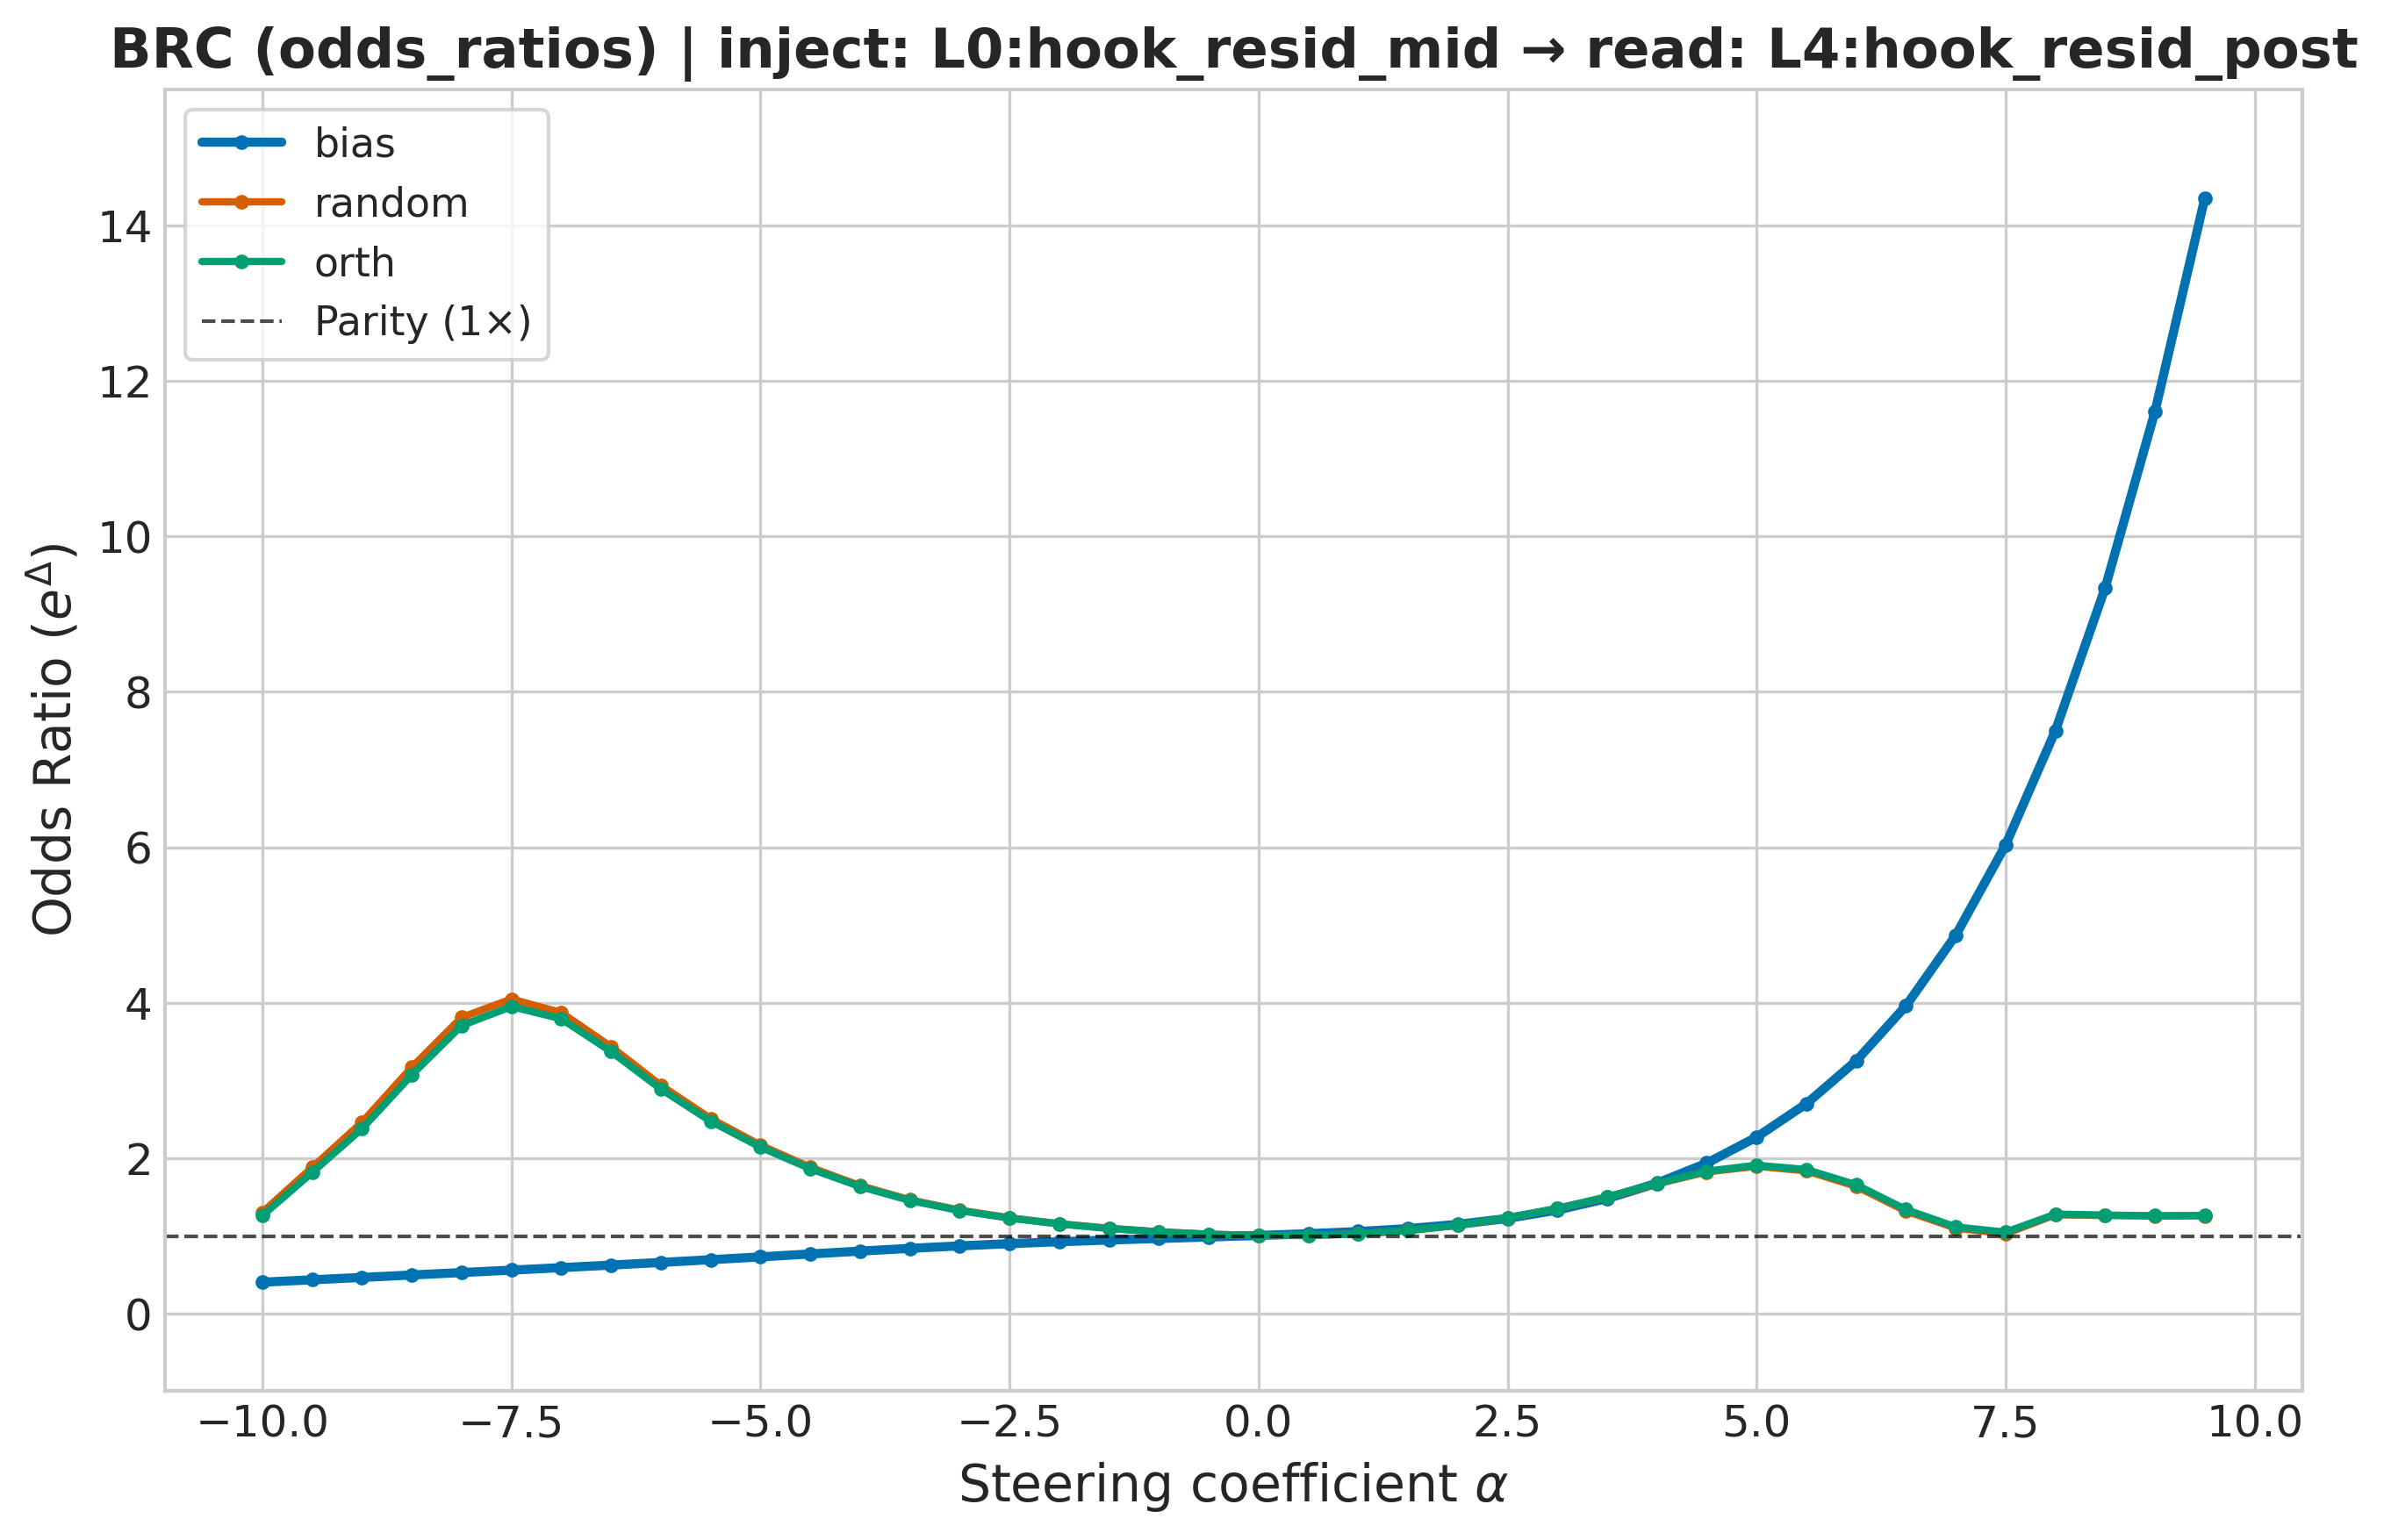 BRC (odds_ratios) | inject: L0:hook_resid_mid → read: L4:hook_resid_post
bias
random
orth
Parity (1×)
14
12
10
8
6
4
2
0
Odds Ratio (e^Δ)
−10.0 −7.5 −5.0 −2.5 0.0 2.5 5.0 7.5 10.0
Steering coefficient α